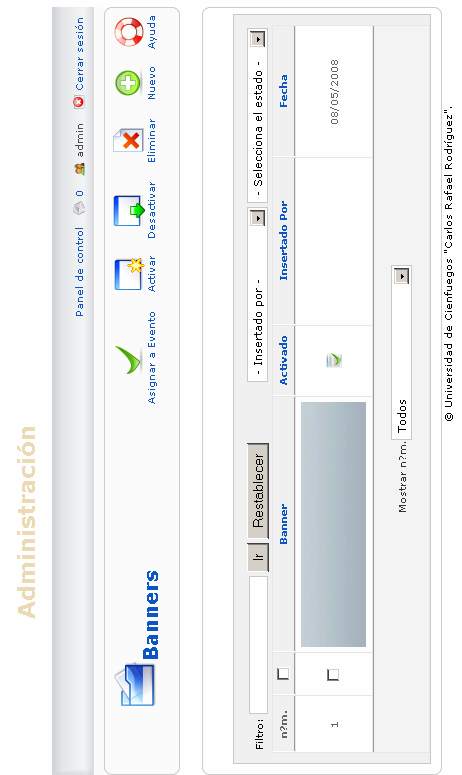 Administración
Panel de control 0 admin Cerrar sesión
Banners
Asignar a Evento Activar Desactivar Eliminar Nuevo Ayuda
Filtro: Ir Restablecer - Insertado por - - Selecciona el estado -
n?m. Banner Activado Insertado Por Fecha
1 08/05/2008
Mostrar n?m. Todos
© Universidad de Cienfuegos "Carlos Rafael Rodríguez".